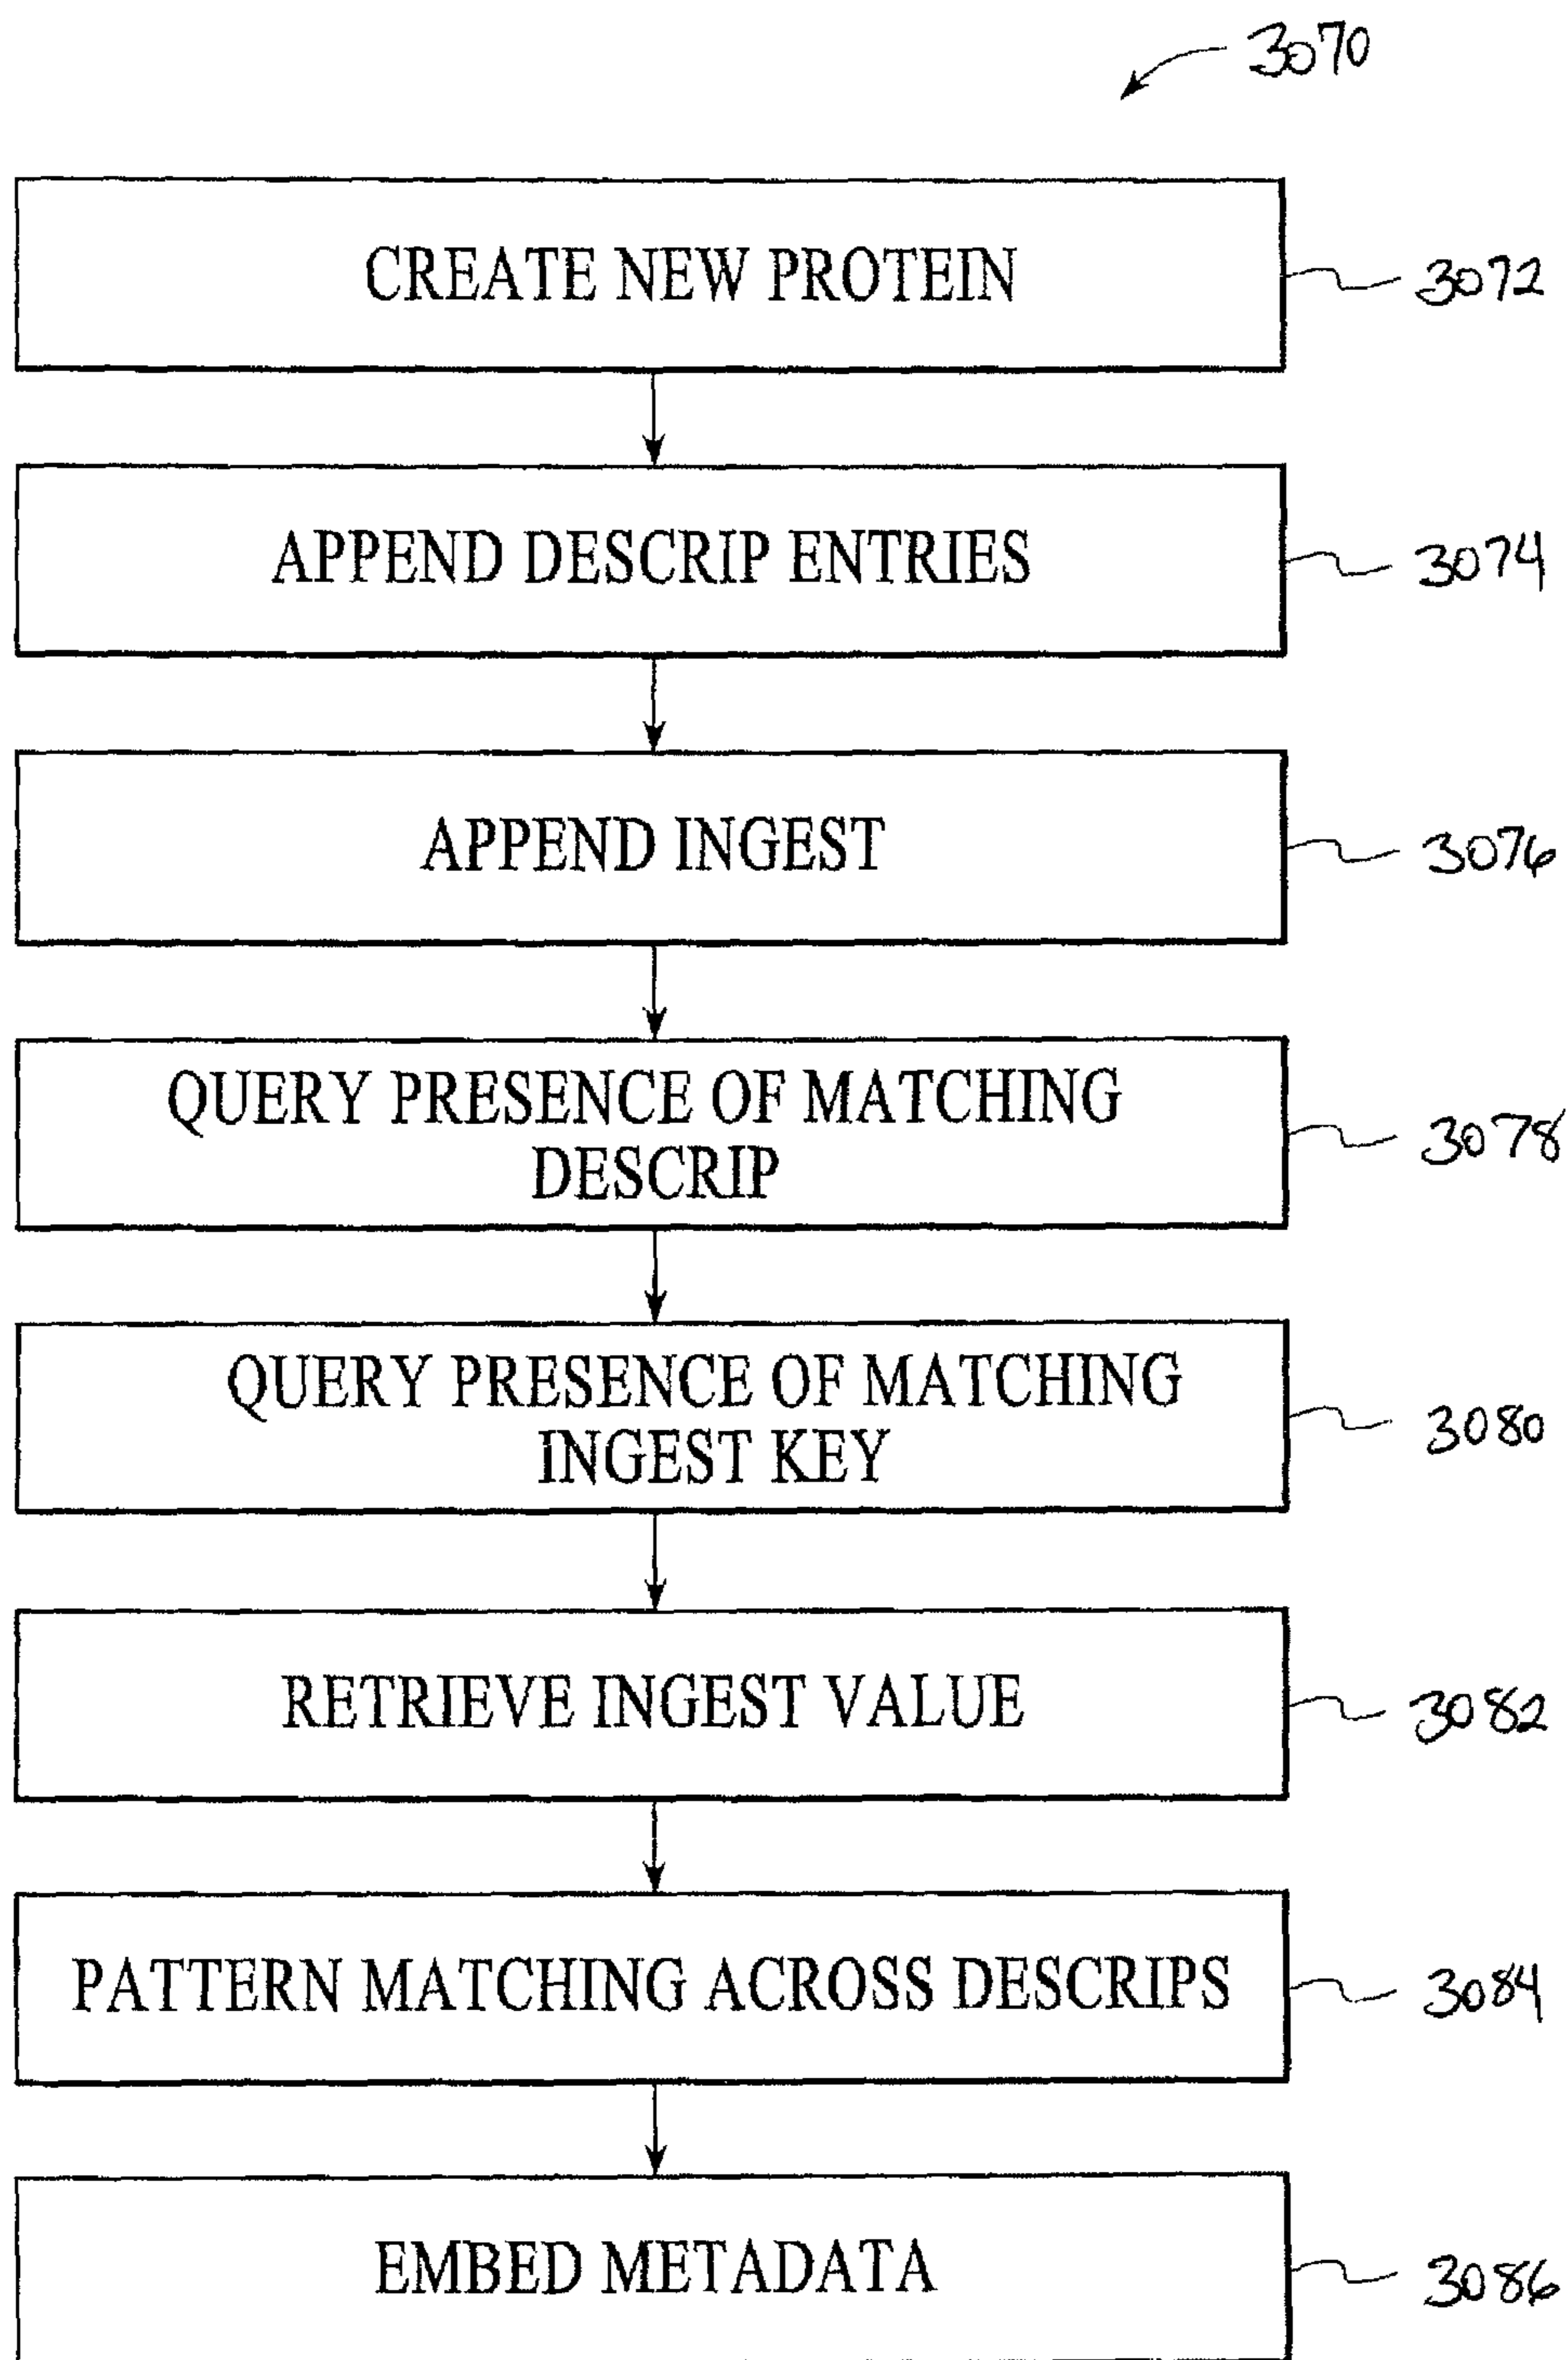 3070
CREATE NEW PROTEIN
3072
APPEND DESCRIP ENTRIES
3074
APPEND INGEST
3076
QUERY PRESENCE OF MATCHING
DESCRIP
3078
QUERY PRESENCE OF MATCHING
INGEST KEY
3080
RETRIEVE INGEST VALUE
3082
PATTERN MATCHING ACROSS DESCRIPS
3084
EMBED METADATA
3086